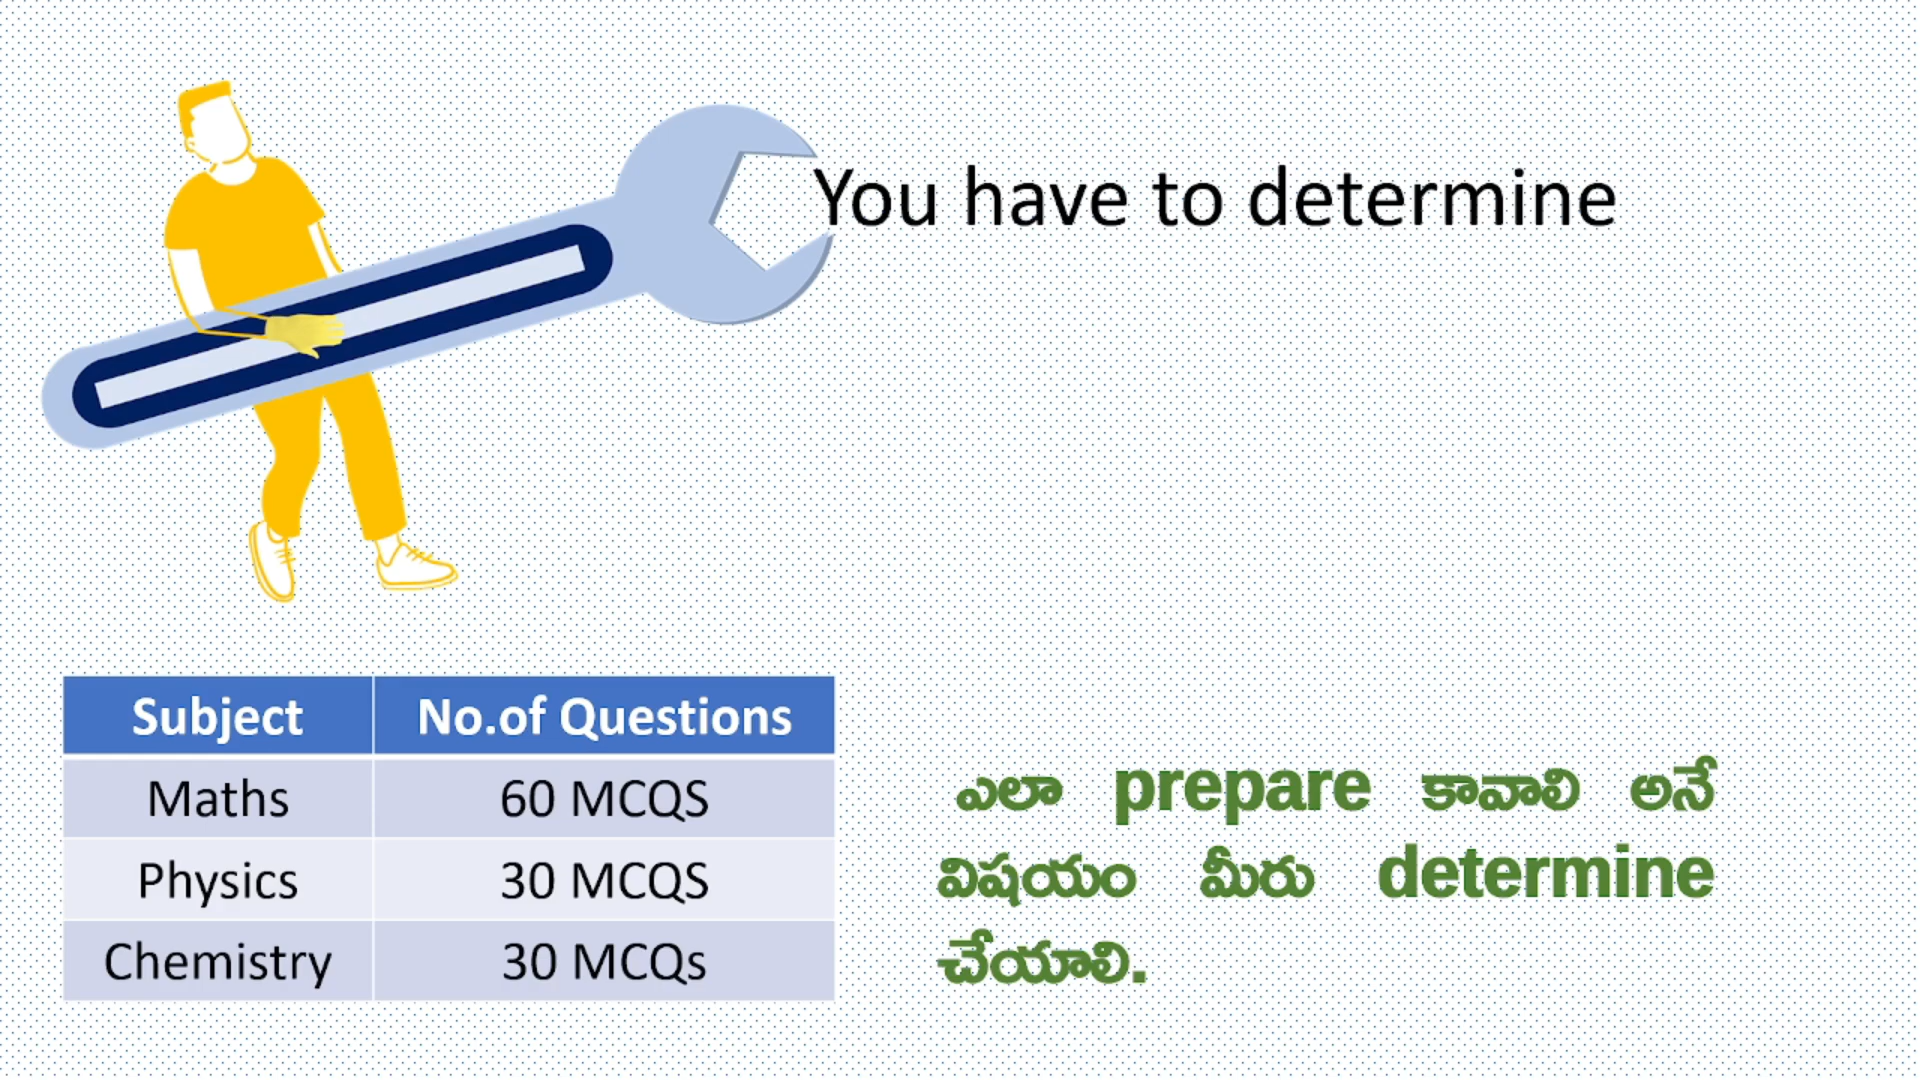 You have to determine
Subject No.of Questions
Maths 60 MCQS
Physics 30 MCQS
Chemistry 30 MCQs
ఎలా prepare కావాలి అనే
విషయం మీరు determine
చేయాలి.